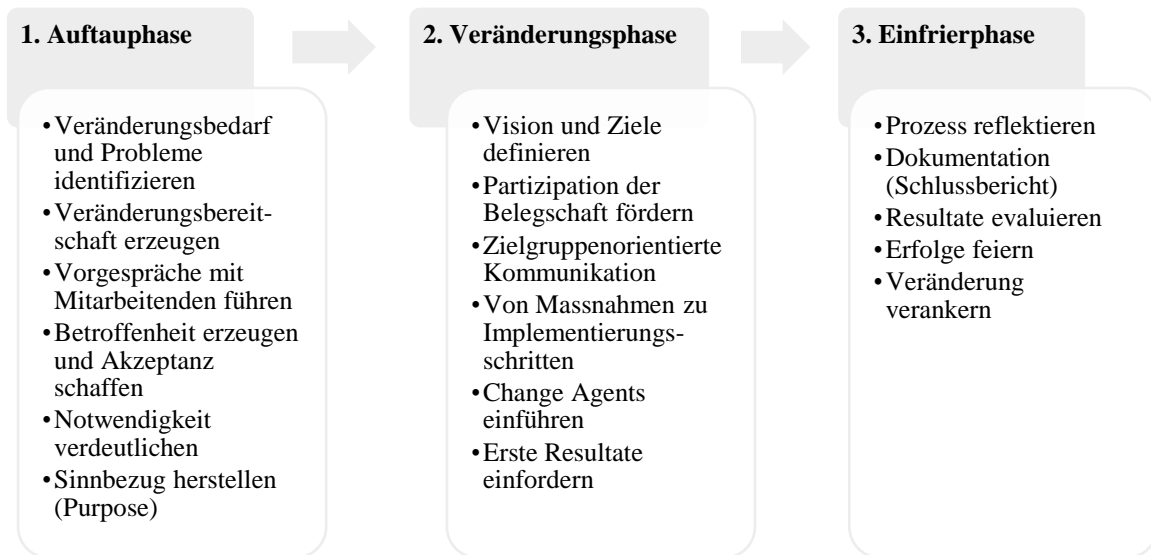 1. Auftauphase
•Veränderungsbedarf
und Probleme
identifizieren
•Veränderungsbereit-
schaft erzeugen
•Vorgespräche mit
Mitarbeitenden führen
•Betroffenheit erzeugen
und Akzeptanz
schaffen
•Notwendigkeit
verdeutlichen
•Sinnbezug herstellen
(Purpose)
2. Veränderungsphase
•Vision und Ziele
definieren
•Partizipation der
Belegschaft fördern
•Zielgruppenorientierte
Kommunikation
•Von Massnahmen zu
Implementierungs-
schritten
•Change Agents
einführen
•Erste Resultate
einfordern
3. Einfrierphase
•Prozess reflektieren
•Dokumentation
(Schlussbericht)
•Resultate evaluieren
•Erfolge feiern
•Veränderung
verankern